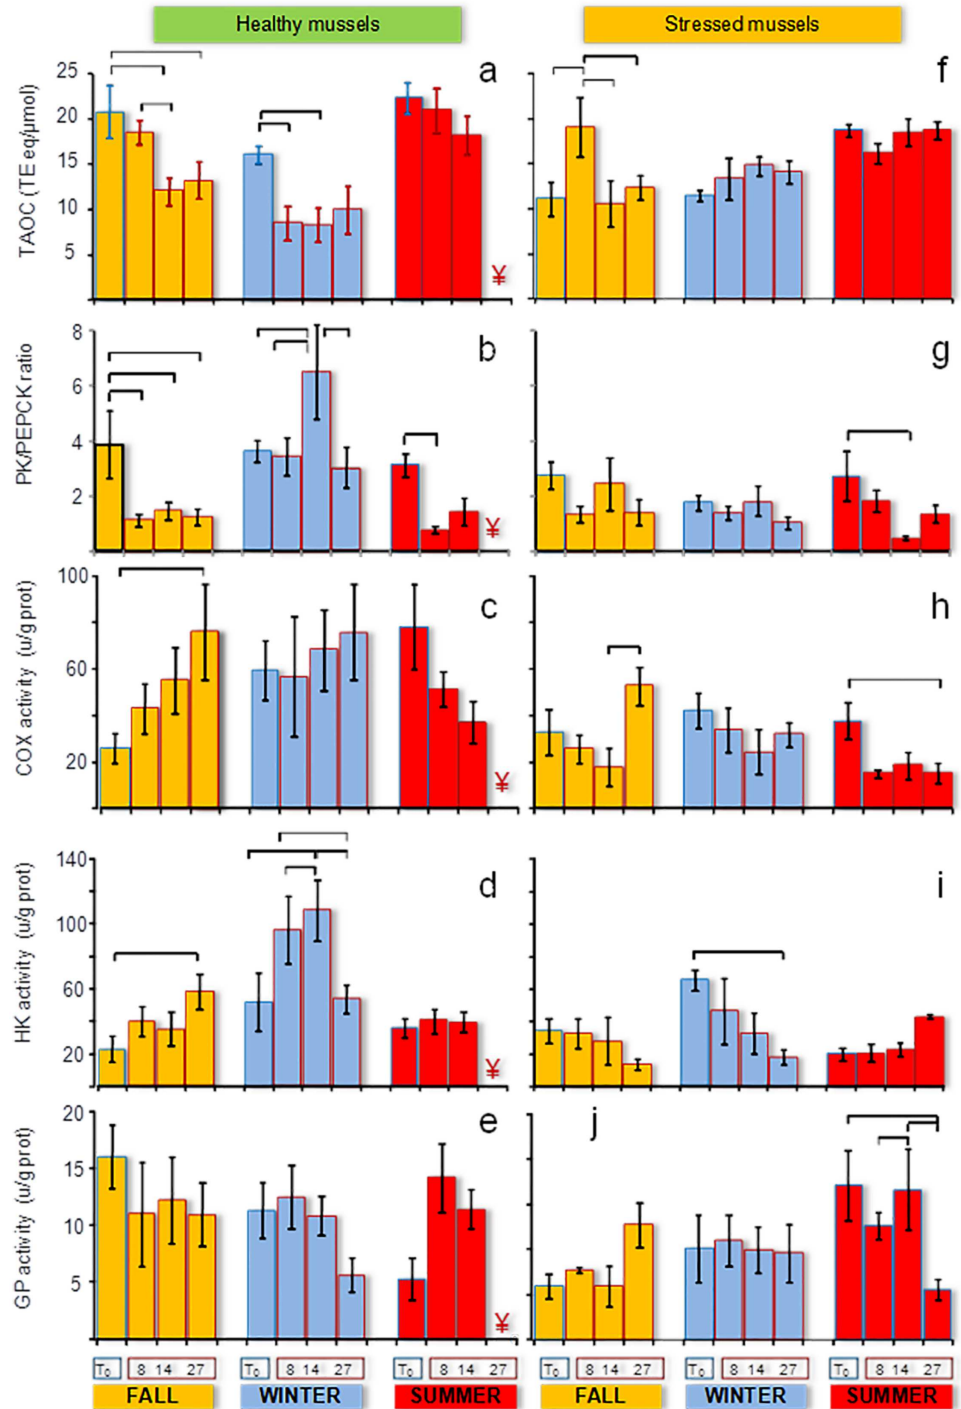 Healthy mussels
Stressed mussels
a
f
TAOC (TE eq/µmol)
25
20
15
10
5
¥
b
g
PK/PEPCK ratio
8
6
4
2
¥
c
h
COX activity (u/g prot)
100
60
20
¥
d
i
HK activity (u/g prot)
140
100
60
20
¥
e
j
GP activity (u/g prot)
20
15
10
5
¥
T0 8 14 27 T0 8 14 27 T0 8 14 27 T0 8 14 27 T0 8 14 27 T0 8 14 27
FALL WINTER SUMMER FALL WINTER SUMMER